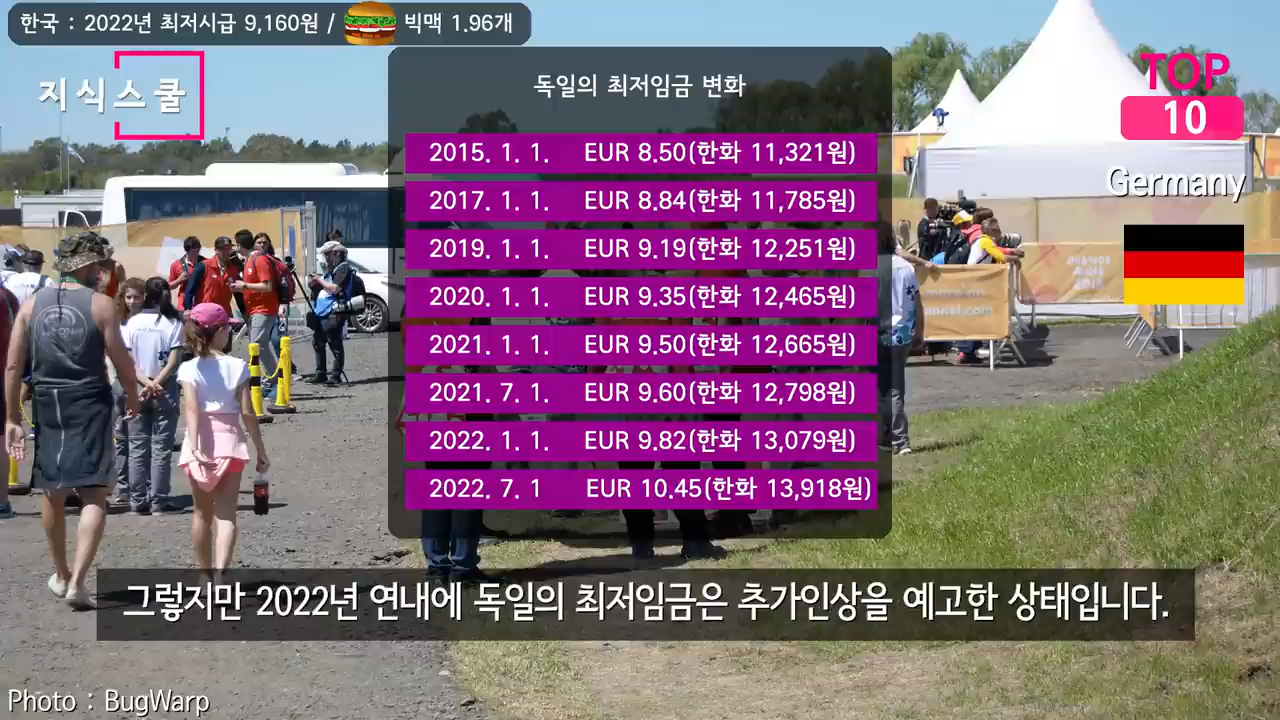 한국 : 2022년 최저시급 9,160원 / 빅맥 1.96개
지식스쿨
TOP
10
Germany
독일의 최저임금 변화
2015. 1. 1. EUR 8.50(한화 11,321원)
2017. 1. 1. EUR 8.84(한화 11,785원)
2019. 1. 1. EUR 9.19(한화 12,251원)
2020. 1. 1. EUR 9.35(한화 12,465원)
2021. 1. 1. EUR 9.50(한화 12,665원)
2021. 7. 1. EUR 9.60(한화 12,798원)
2022. 1. 1. EUR 9.82(한화 13,079원)
2022. 7. 1 EUR 10.45(한화 13,918원)
그렇지만 2022년 연내에 독일의 최저임금은 추가인상을 예고한 상태입니다.
Photo : BugWarp